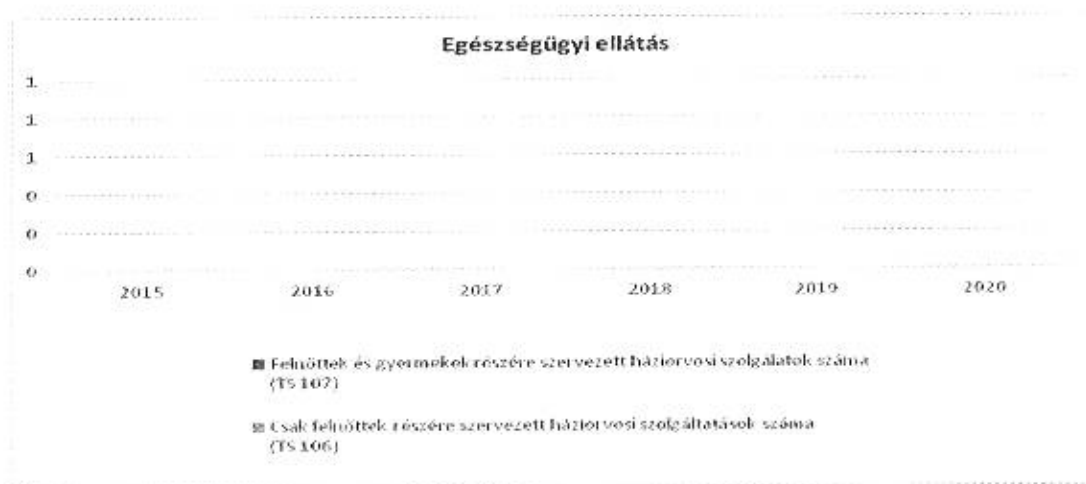 Egészségügyi ellátás
1
1
1
0
0
0
2015 2016 2017 2018 2019 2020
Felnőttek és gyermekek részére szervezett háziorvosi szolgálatok száma
(TS 107)
Csak felnőttek részére szervezett háziorvosi szolgáltatások száma
(TS 106)